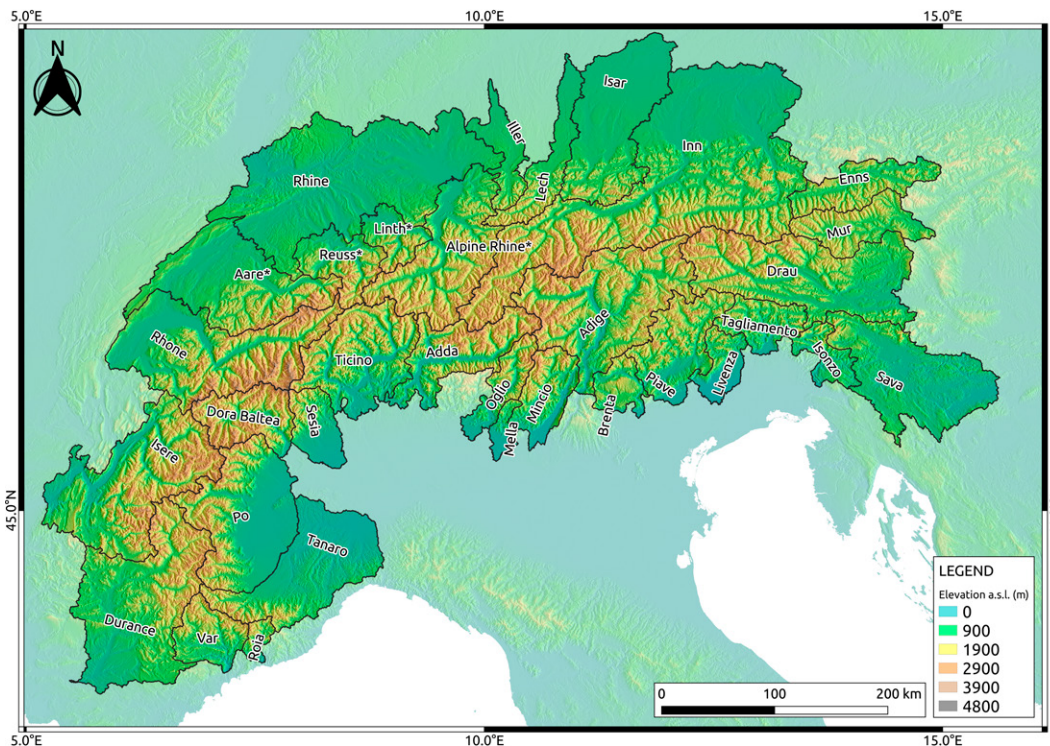 5.0°E
10.0°E
15.0°E
N
Isar
Iller
Inn
Rhine
Lech
Enns
Linth*
Mur
Alpine Rhine*
Reuss*
Aare*
Drau
Adige
Tagliamento
Rhone
Ticino
Adda
Isonzo
Livenza
Piave
Sava
Oglio
Mincio
Dora Baltea
Sesia
Brenta
Mella
Isere
45.0°N
Po
Tanaro
LEGEND
Elevation a.s.l. (m)
0
900
1900
2900
3900
4800
Durance
Var
Roia
0 100 200 km
5.0°E
10.0°E
15.0°E